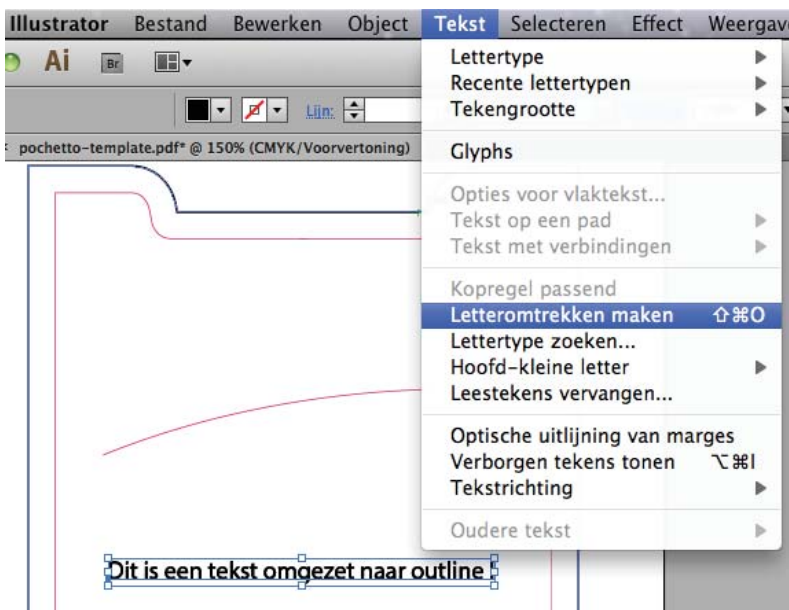 Illustrator Bestand Bewerken Object Tekst Selecteren Effect Weergav
Ai Br
Lijn:
pochetto-template.pdf* @ 150% (CMYK/Voorvertoning)
Lettertype
Recente lettertypen
Tekengrootte
Glyphs
Opties voor vlaktekst...
Tekst op een pad
Tekst met verbindingen
Kopregel passend
Letteromtrekken maken ⇧⌘O
Lettertype zoeken...
Hoofd-kleine letter
Leestekens vervangen...
Optische uitlijning van marges
Verborgen tekens tonen ⌥⌘I
Tekstrichting
Oudere tekst
Dit is een tekst omgezet naar outline !